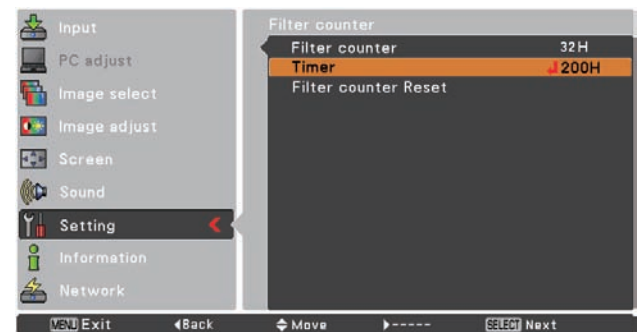 Input
PC adjust
Image select
Image adjust
Screen
Sound
Setting
Information
Network
Filter counter
Filter counter 32H
Timer 200H
Filter counter Reset
MENU Exit ◀Back Move ▶----- SELECT Next